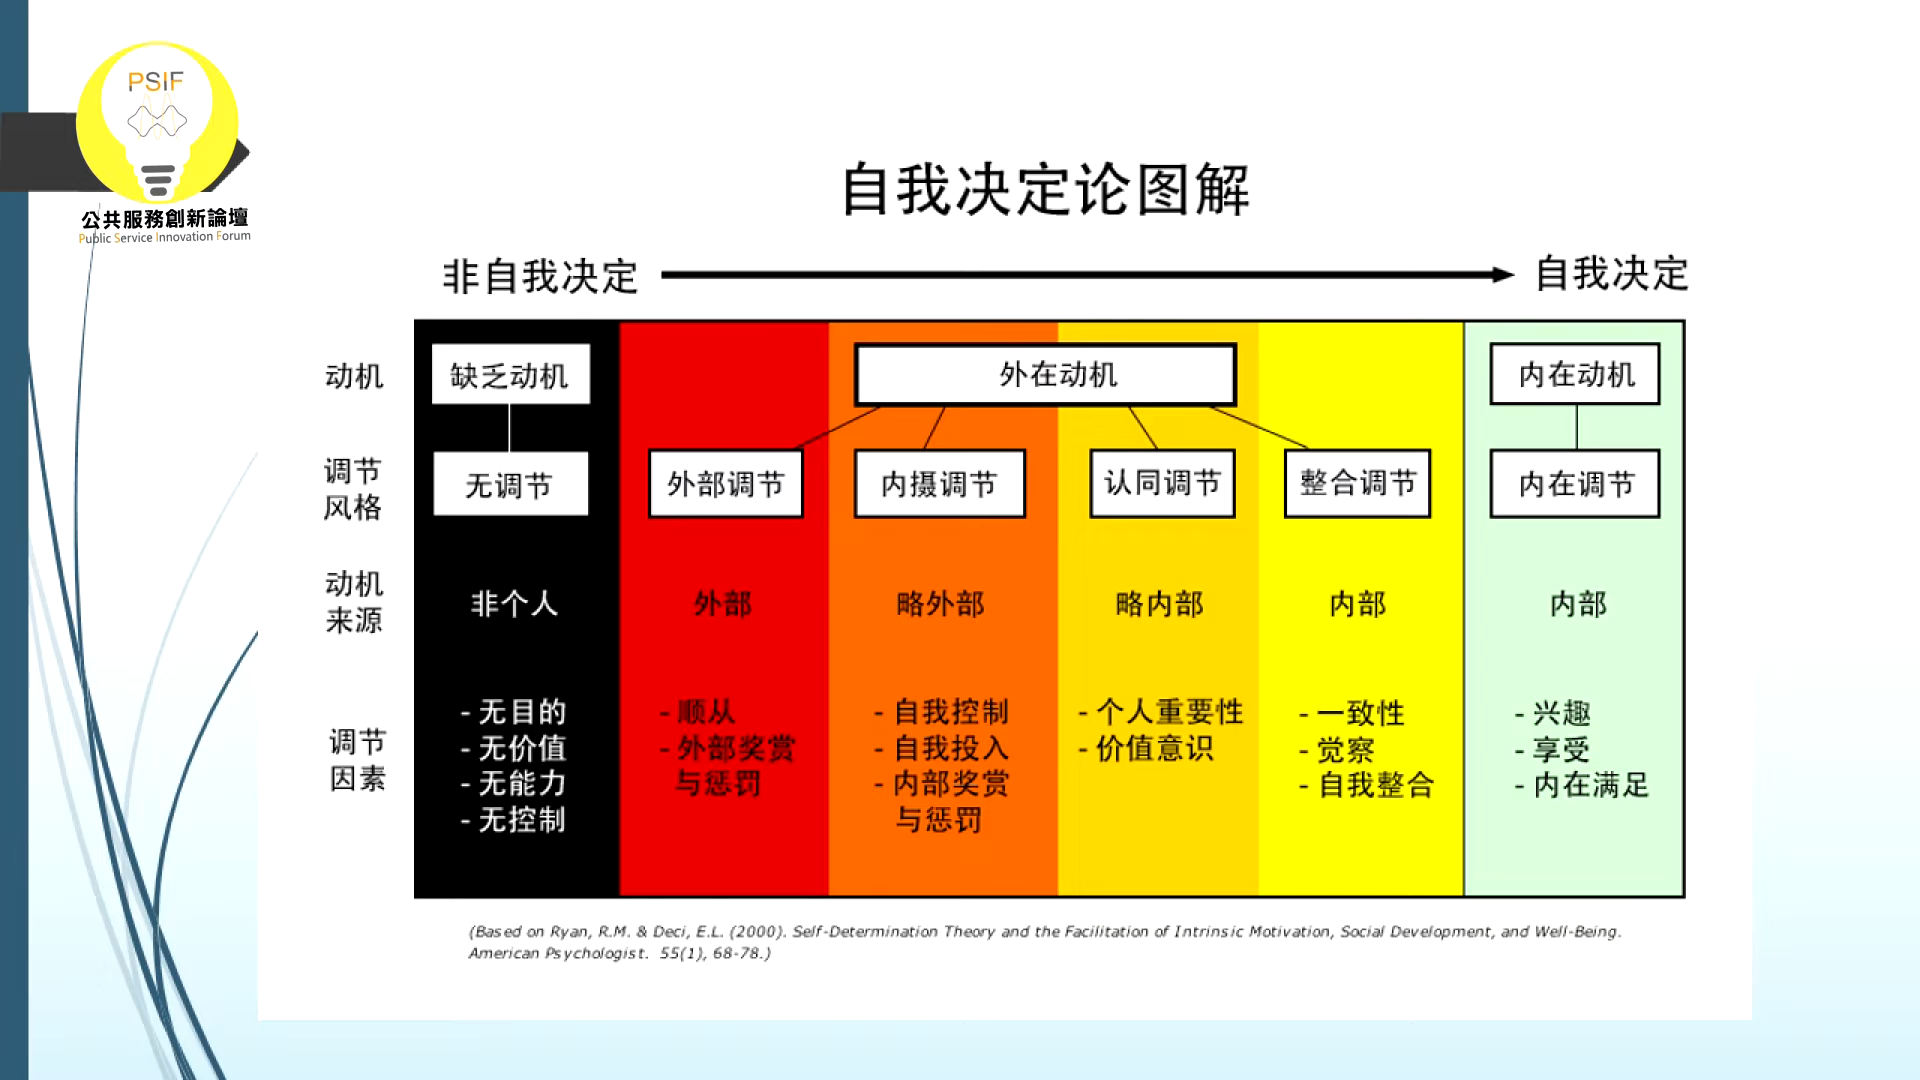 PSIF
公共服務創新論壇
Public Service Innovation Forum
自我决定论图解
非自我决定
自我决定
动机
缺乏动机
外在动机
内在动机
调节
风格
无调节
外部调节
内摄调节
认同调节
整合调节
内在调节
动机
来源
非个人
外部
略外部
略内部
内部
内部
调节
因素
- 无目的
- 无价值
- 无能力
- 无控制
- 顺从
- 外部奖赏
与惩罚
- 自我控制
- 自我投入
- 内部奖赏
与惩罚
- 个人重要性
- 价值意识
- 一致性
- 觉察
- 自我整合
- 兴趣
- 享受
- 内在满足
(Based on Ryan, R.M. & Deci, E.L. (2000). Self-Determination Theory and the Facilitation of Intrinsic Motivation, Social Development, and Well-Being.
American Psychologist. 55(1), 68-78.)